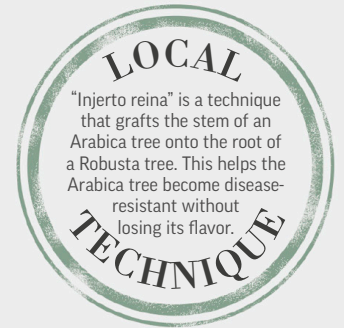 LOCAL
“Injerto reina” is a technique
that grafts the stem of an
Arabica tree onto the root of
a Robusta tree. This helps the
Arabica tree become disease-
resistant without
losing its flavor.
TECHNIQUE